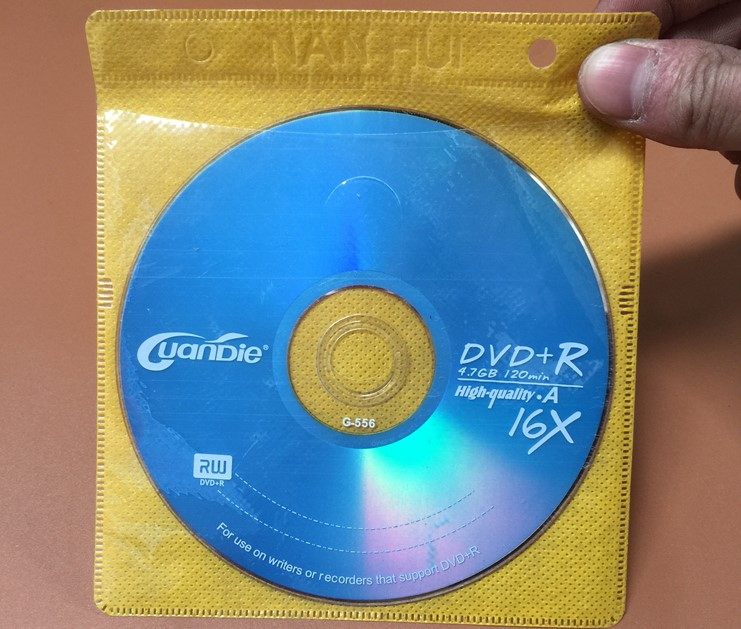 NAN HUI
CuanDie®
DVD+R
4.7GB 120min
High-quality·A
16X
G-556
RW
DVD+R
For use on writers or recorders that support DVD+R